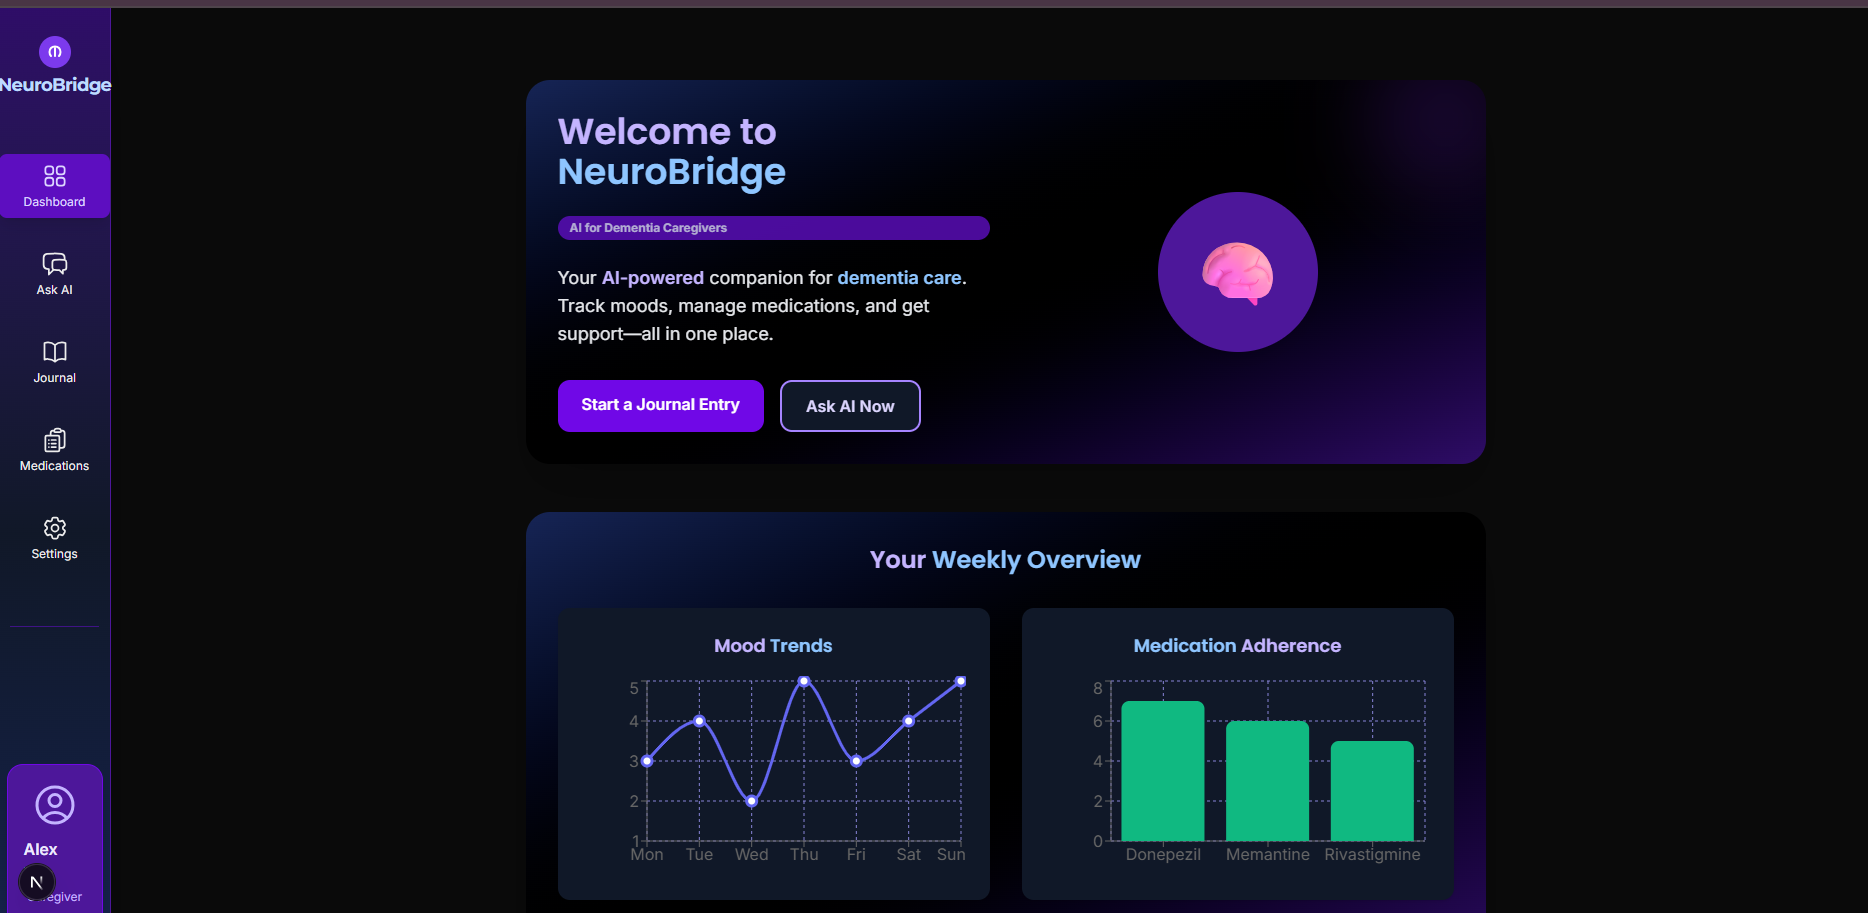 NeuroBridge
Dashboard
Ask AI
Journal
Medications
Settings
Alex
Welcome to
NeuroBridge
AI for Dementia Caregivers
Your AI-powered companion for dementia care.
Track moods, manage medications, and get
support—all in one place.
Start a Journal Entry
Ask AI Now
Your Weekly Overview
Mood Trends
5
4
3
2
1
Mon Tue Wed Thu Fri Sat Sun
Medication Adherence
8
6
4
2
0
Donepezil Memantine Rivastigmine
N